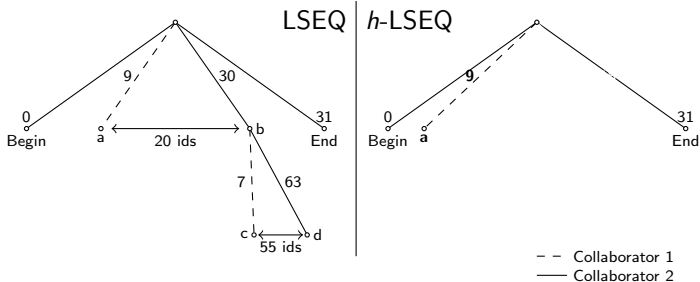 LSEQ
h-LSEQ
9
30
0
31
Begin
a
20 ids
b
End
7
63
c
55 ids
d
9
0
31
Begin
a
End
Collaborator 1
Collaborator 2